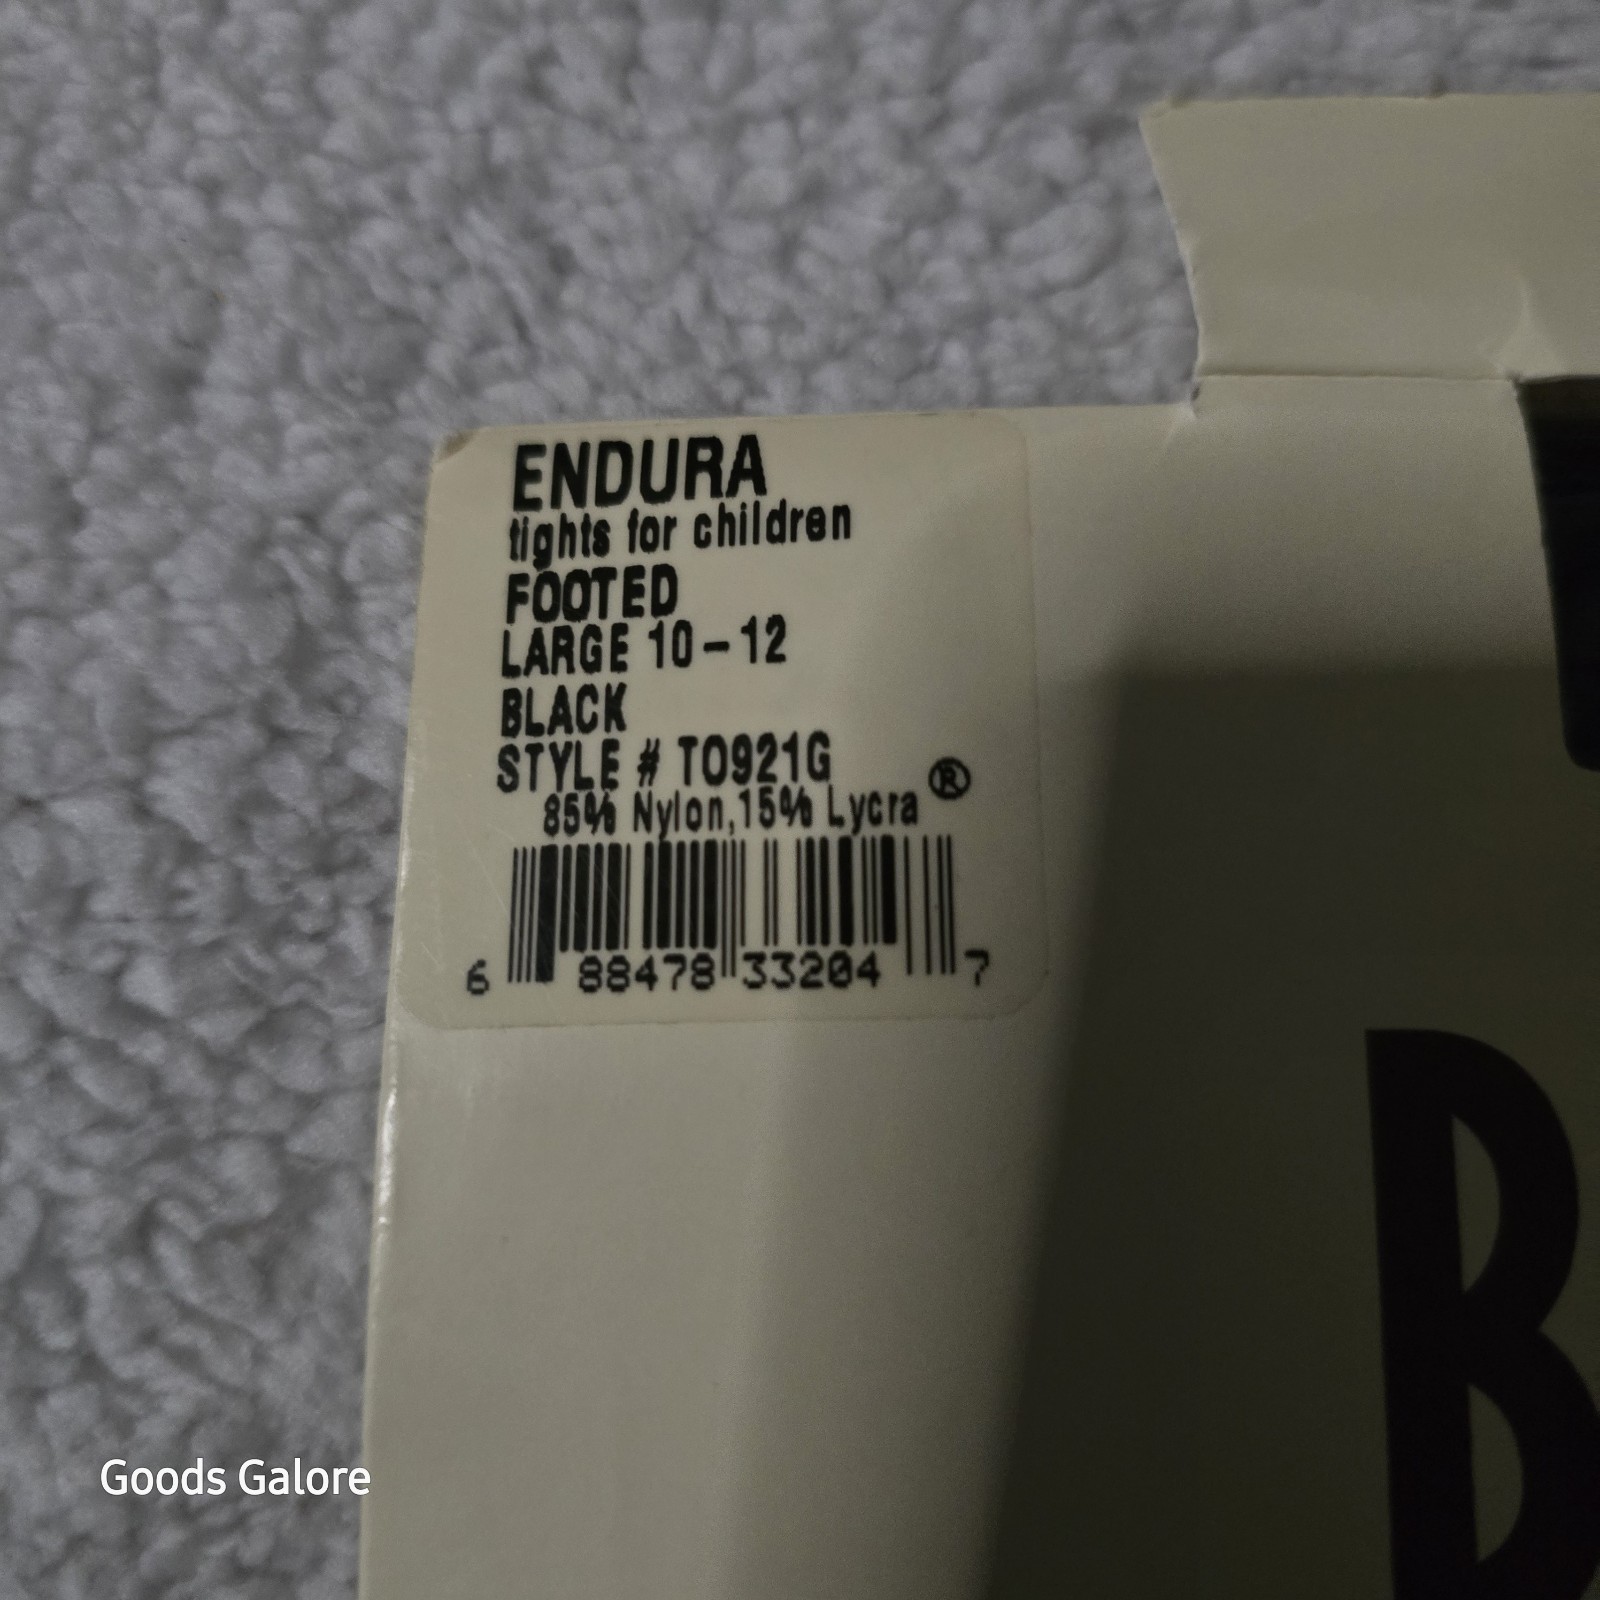 ENDURA
tights for children
FOOTED
LARGE 10-12
BLACK
STYLE # TO921G
85% Nylon,15% Lycra ®
6 88478 33204 7
B
Goods Galore